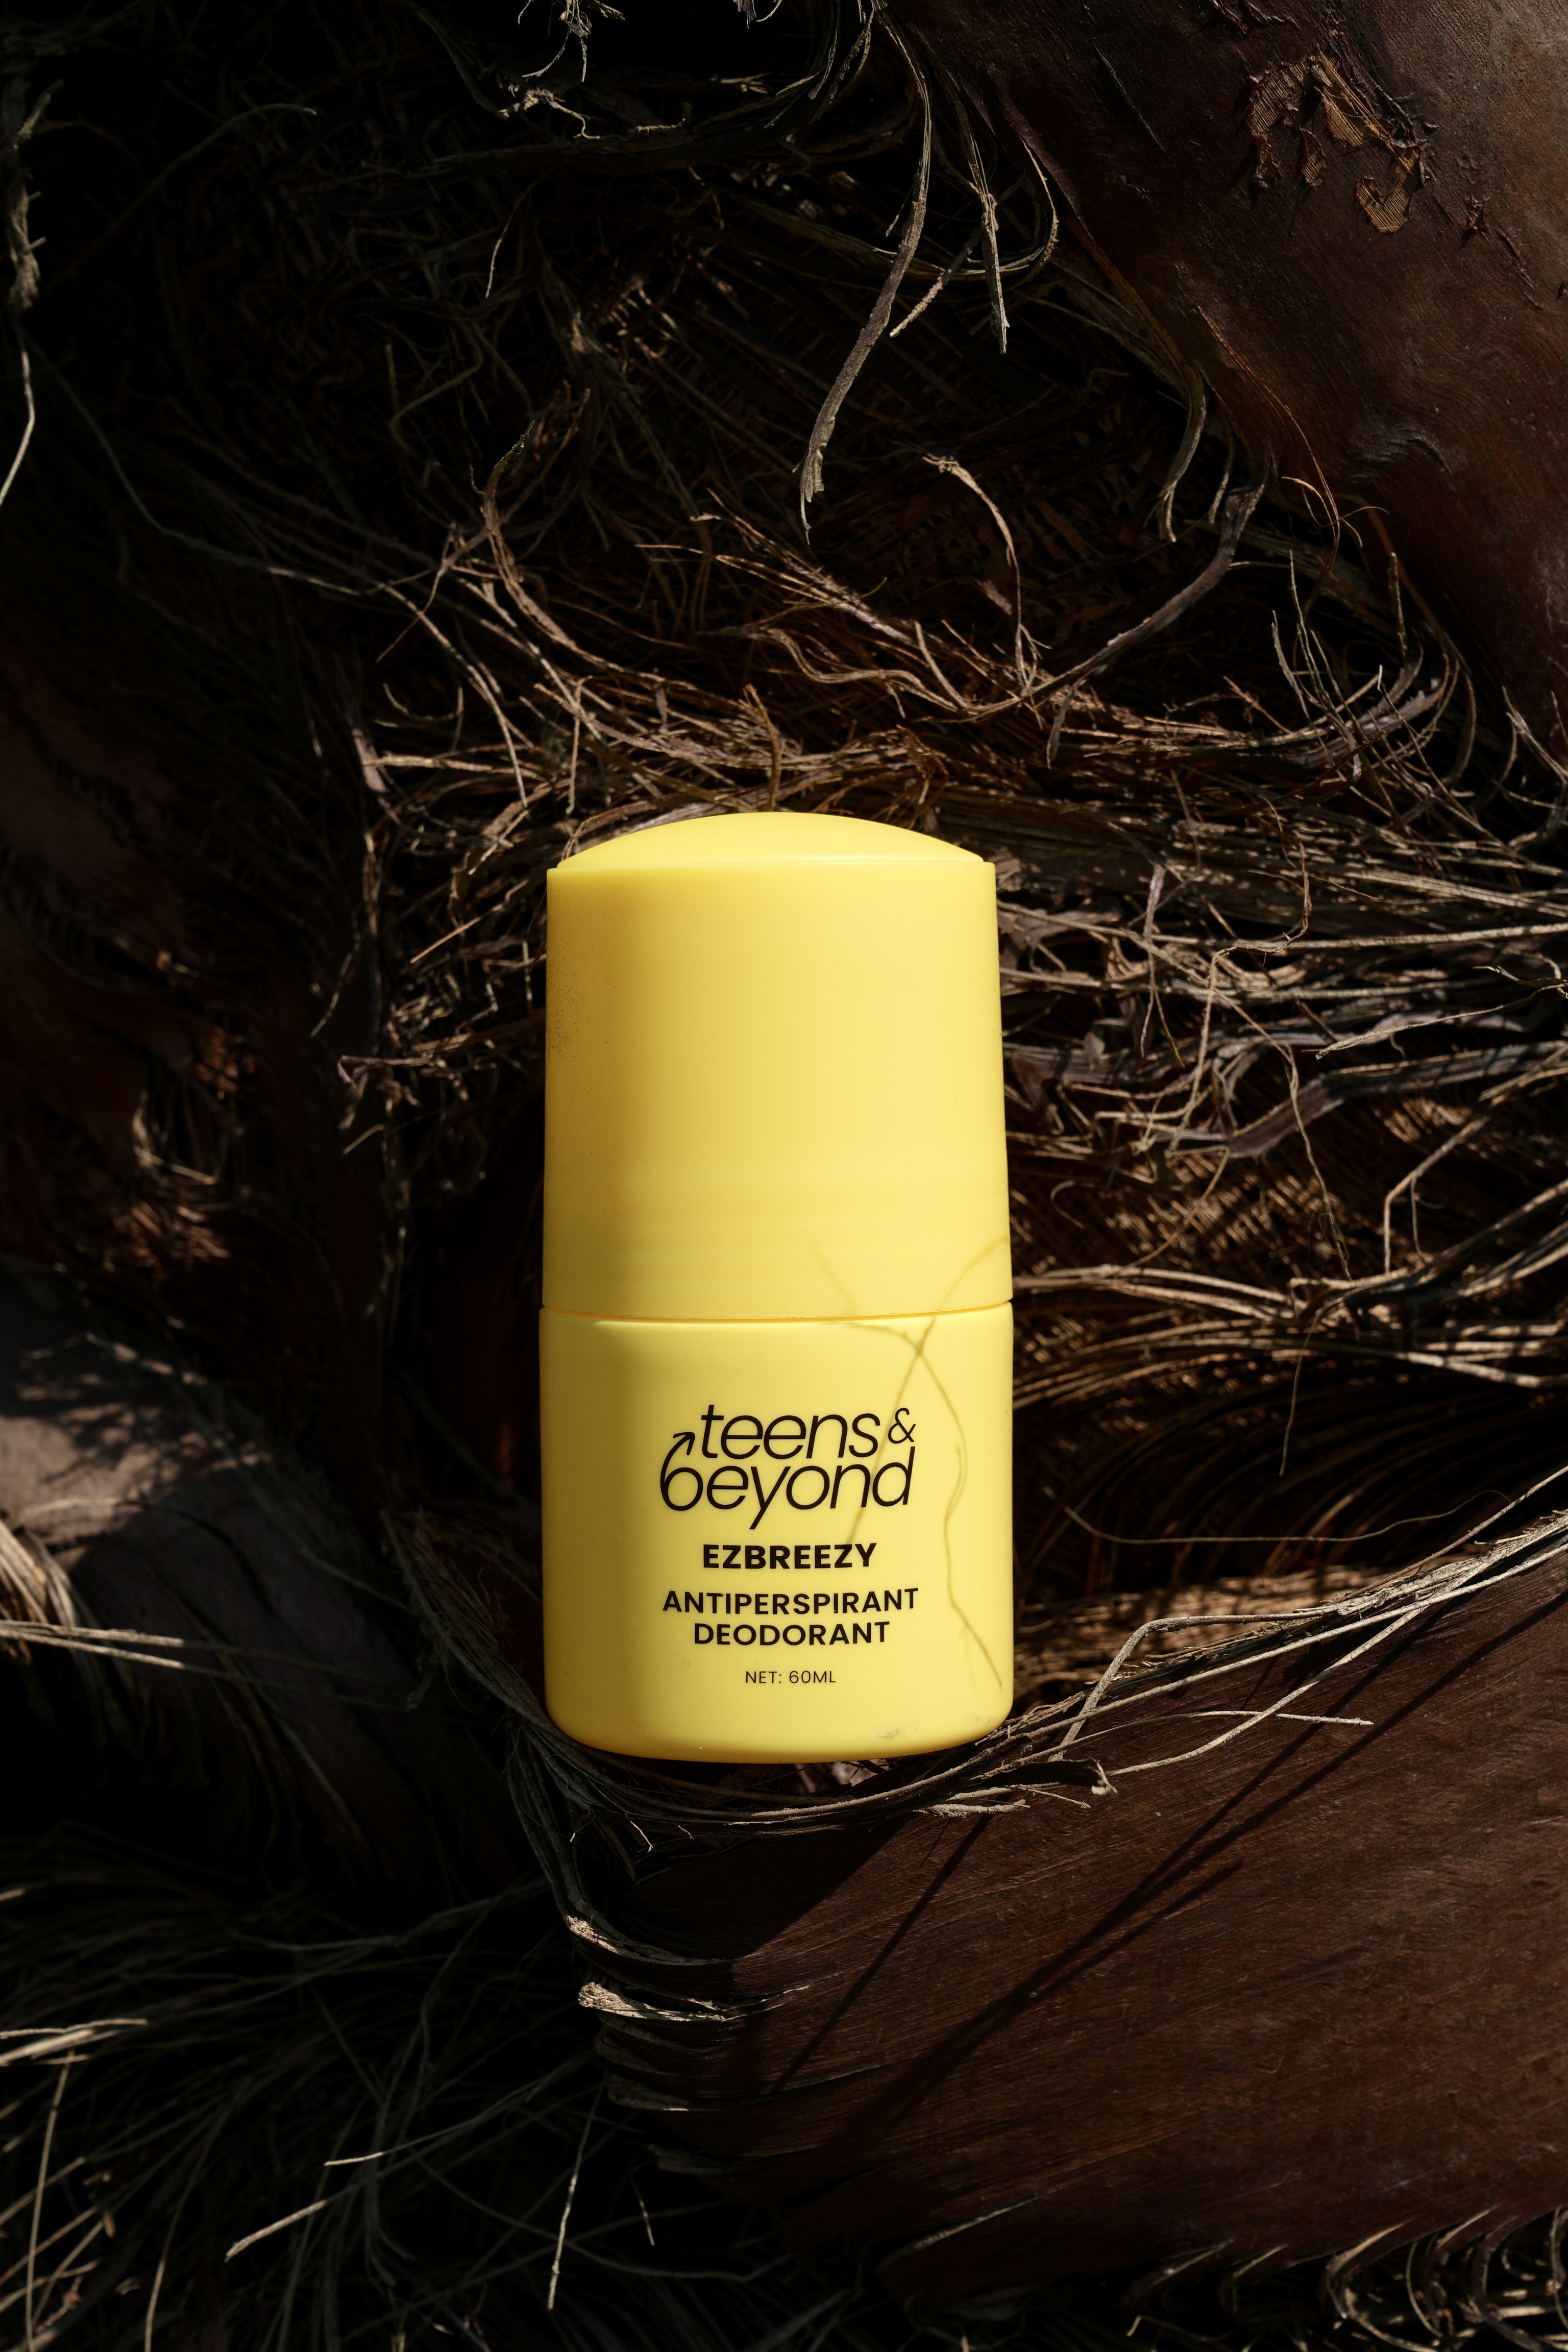 teens &
beyond
EZBREEZY
ANTIPERSPIRANT
DEODORANT
NET: 60ML